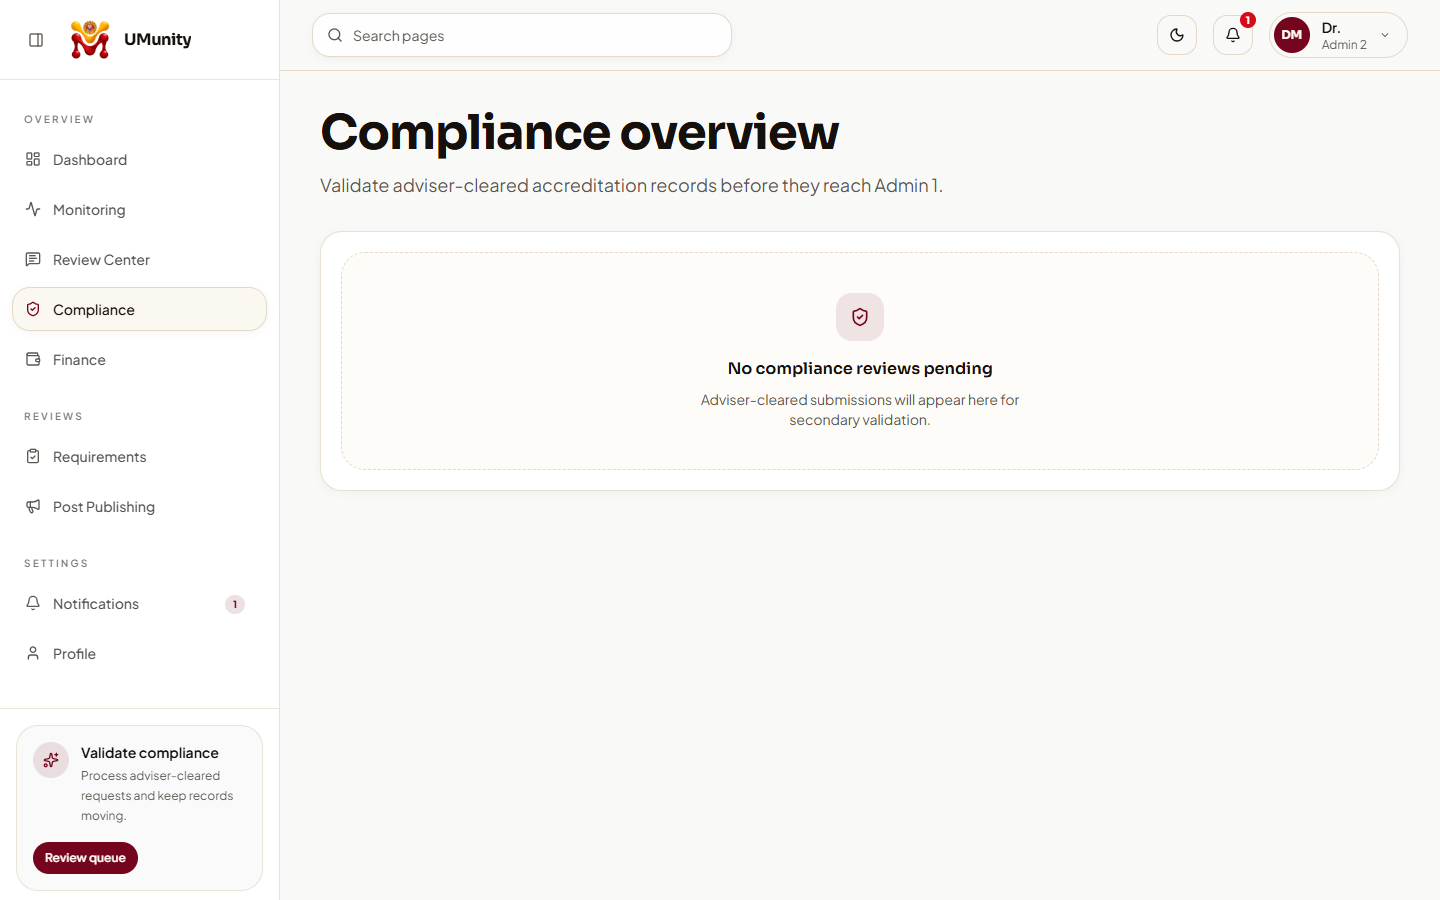 UMunity
Search pages
1
DM
Dr.
Admin 2
OVERVIEW
Dashboard
Monitoring
Review Center
Compliance
Finance
REVIEWS
Requirements
Post Publishing
SETTINGS
Notifications
1
Profile
Validate compliance
Process adviser-cleared
requests and keep records
moving.
Review queue
Compliance overview
Validate adviser-cleared accreditation records before they reach Admin 1.
No compliance reviews pending
Adviser-cleared submissions will appear here for
secondary validation.